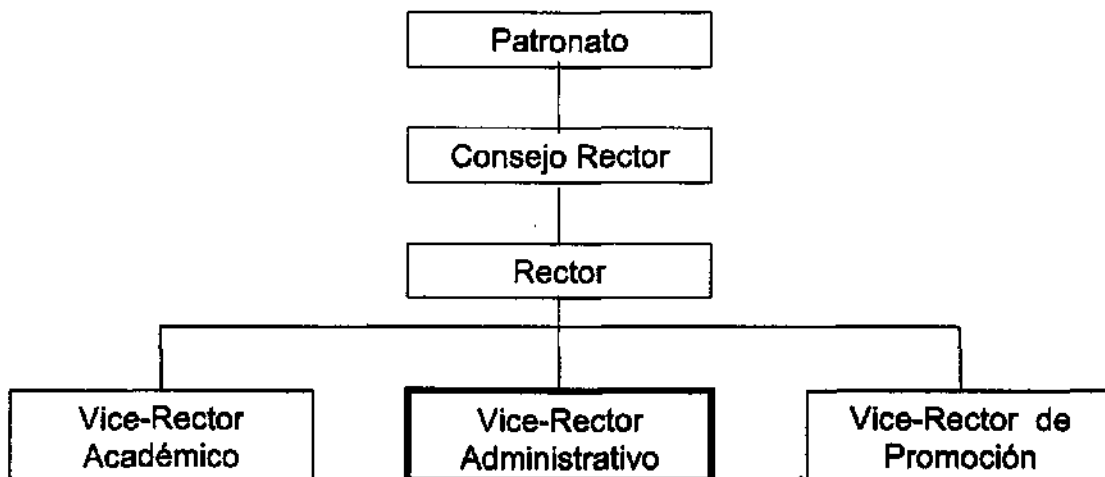 Patronato
Consejo Rector
Rector
Vice-Rector
Académico
Vice-Rector
Administrativo
Vice-Rector de
Promoción